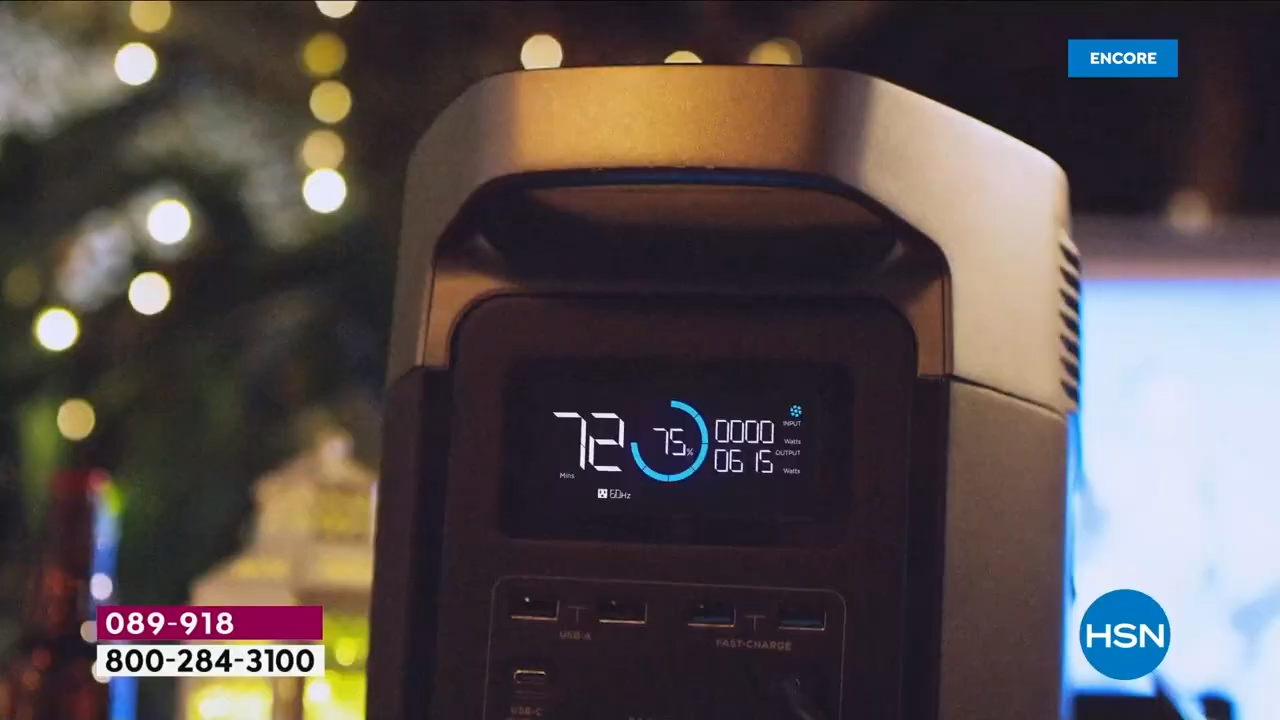 ENCORE
72
Mins
75%
0000
INPUT
Watts
0615
OUTPUT
Watts
60Hz
USB-A
FAST-CHARGE
USB-C
089-918
800-284-3100
HSN